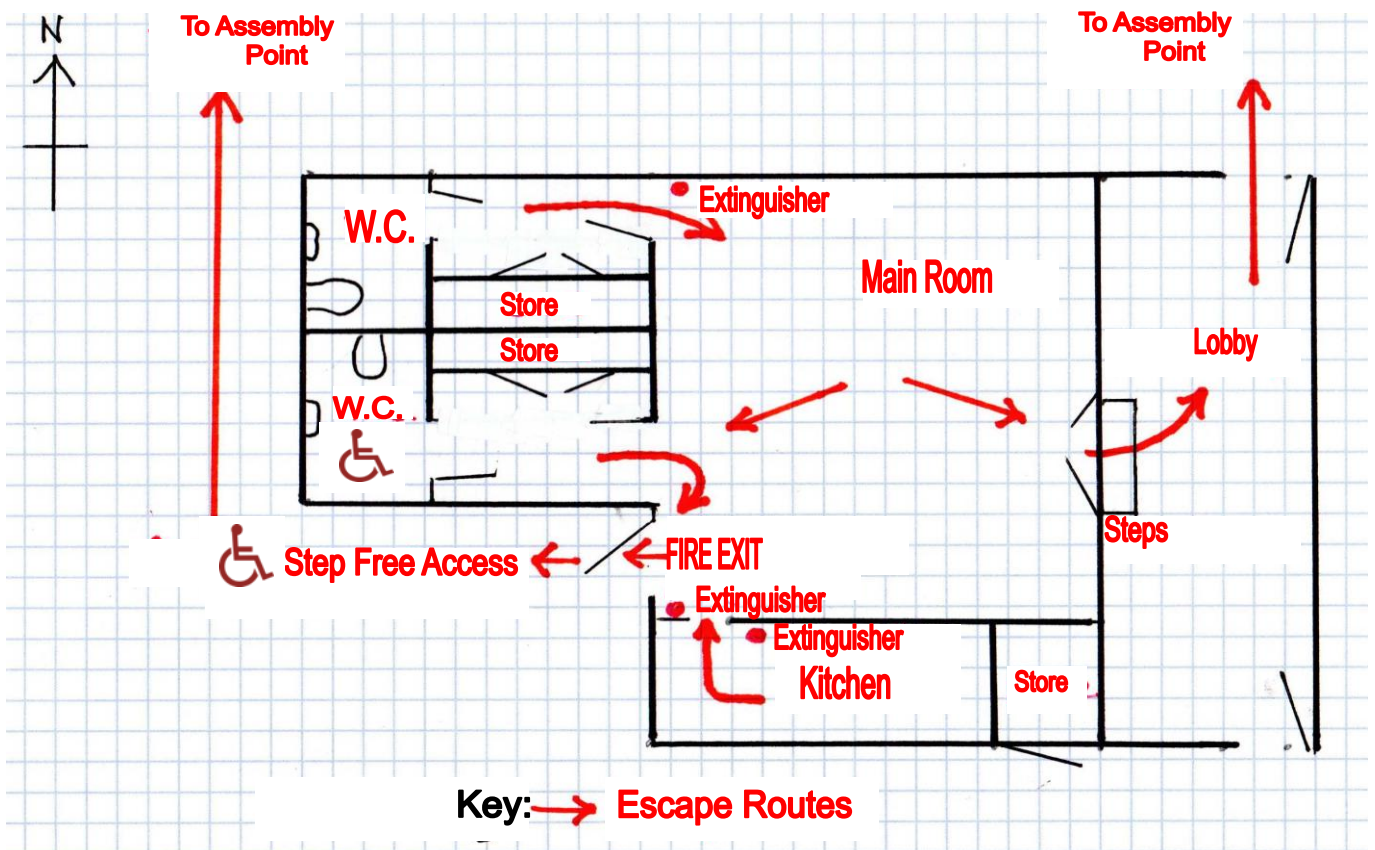 N
To Assembly
Point
To Assembly
Point
Extinguisher
W.C.
Main Room
Store
Lobby
Store
W.C.
Steps
FIRE EXIT
Step Free Access
Extinguisher
Extinguisher
Kitchen
Store
Key: Escape Routes